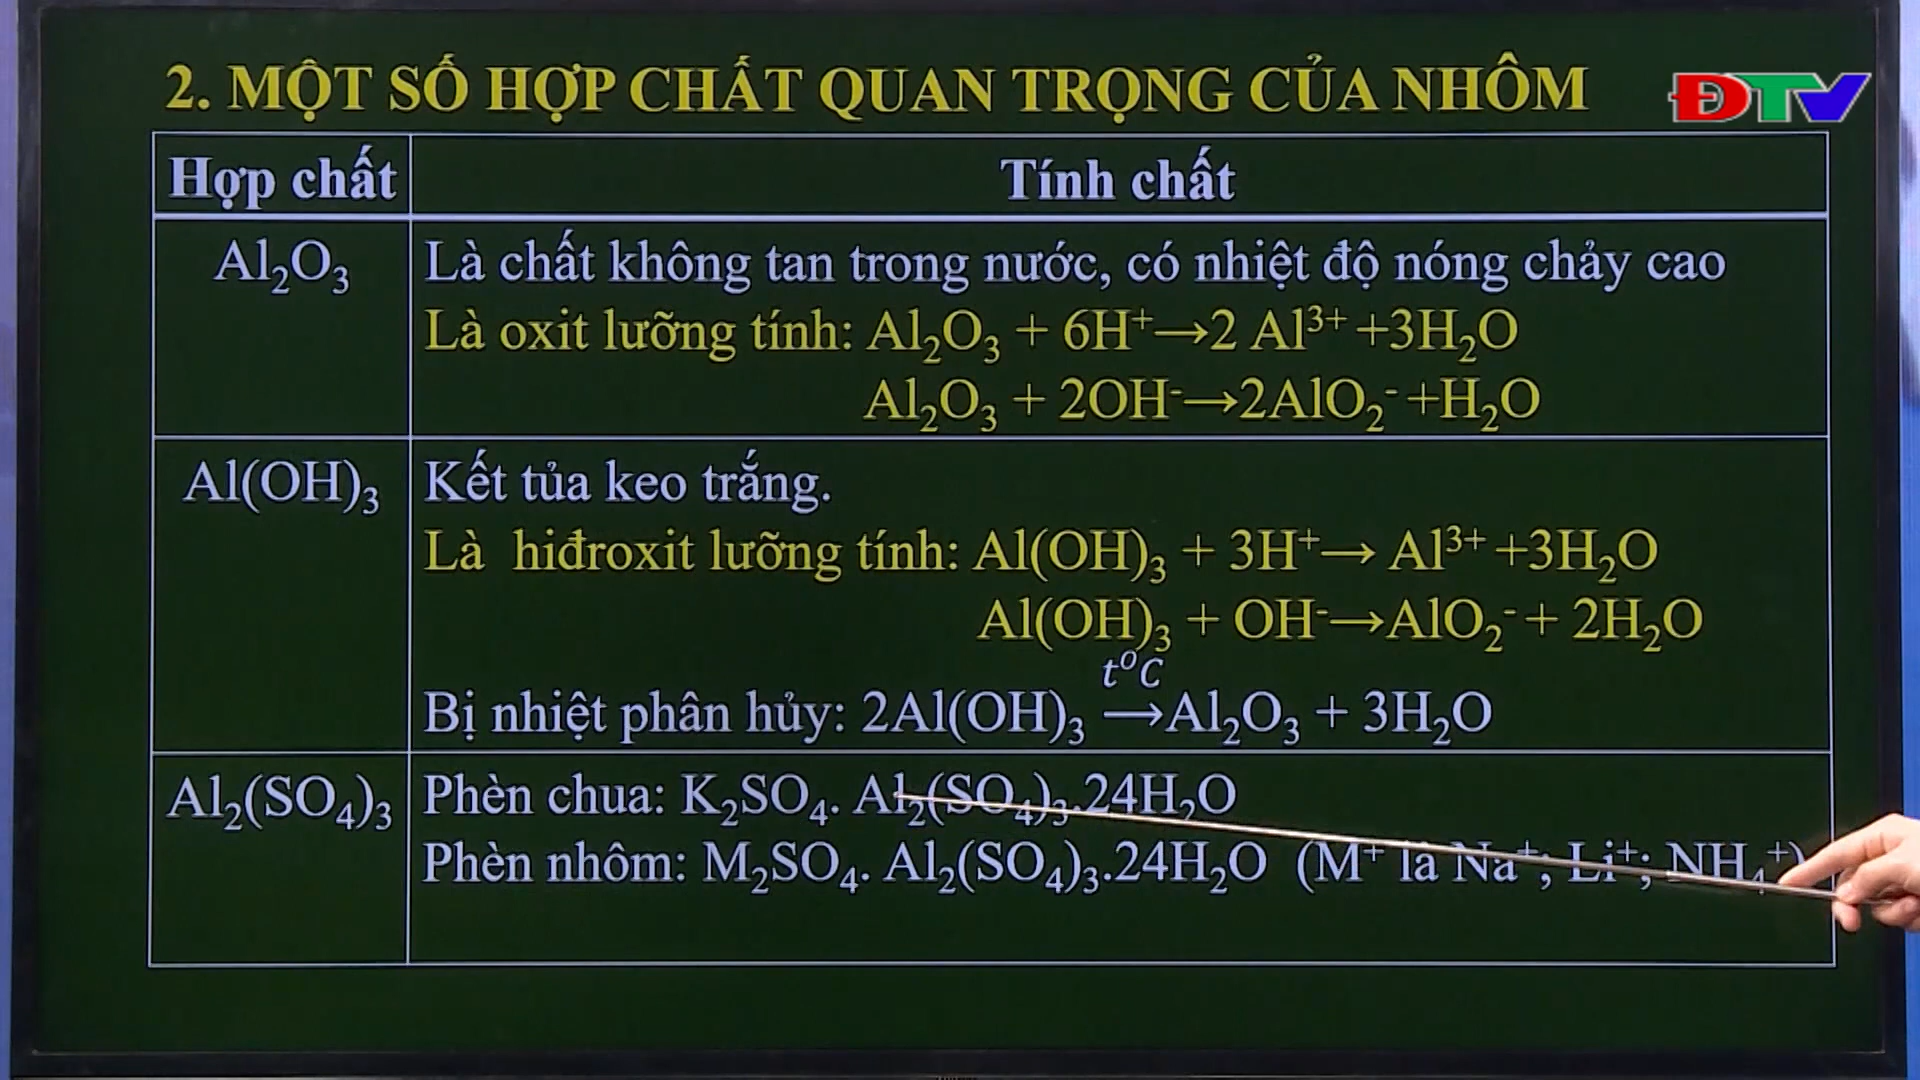 2. MỘT SỐ HỢP CHẤT QUAN TRỌNG CỦA NHÔM
ĐTV
Hợp chất
Tính chất
Al₂O₃
Là chất không tan trong nước, có nhiệt độ nóng chảy cao
Là oxit lưỡng tính: Al₂O₃ + 6H⁺→2 Al³⁺ +3H₂O
Al₂O₃ + 2OH⁻→2AlO₂⁻ +H₂O
Al(OH)₃
Kết tủa keo trắng.
Là hiđroxit lưỡng tính: Al(OH)₃ + 3H⁺→ Al³⁺ +3H₂O
Al(OH)₃ + OH⁻→AlO₂⁻ + 2H₂O
t⁰C
Bị nhiệt phân hủy: 2Al(OH)₃ →Al₂O₃ + 3H₂O
Al₂(SO₄)₃
Phèn chua: K₂SO₄. Al₂(SO₄)₃.24H₂O
Phèn nhôm: M₂SO₄. Al₂(SO₄)₃.24H₂O (M⁺ là Na⁺; Li⁺; NH₄⁺)